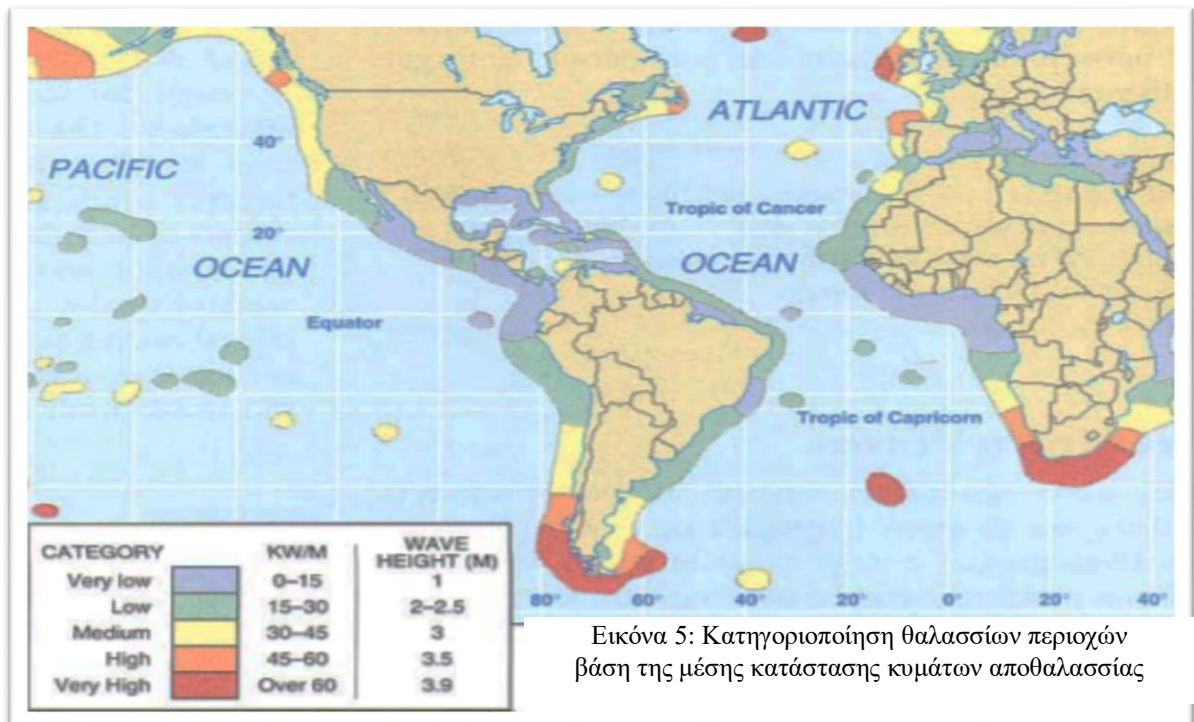 ATLANTIC
40°
PACIFIC
Tropic of Cancer
20°
OCEAN
OCEAN
Equator
Tropic of Capricorn
CATEGORY KW/M WAVE HEIGHT (M)
Very low 0–15 1
Low 15–30 2–2.5
Medium 30–45 3
High 45–60 3.5
Very High Over 60 3.9
80° 60° 40° 20° 0° 20° 40°
Εικόνα 5: Κατηγοριοποίηση θαλασσίων περιοχών
βάση της μέσης κατάστασης κυμάτων αποθαλασσίας